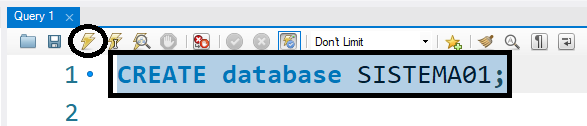 Query 1
Don't Limit
1 CREATE database SISTEMA01;
2